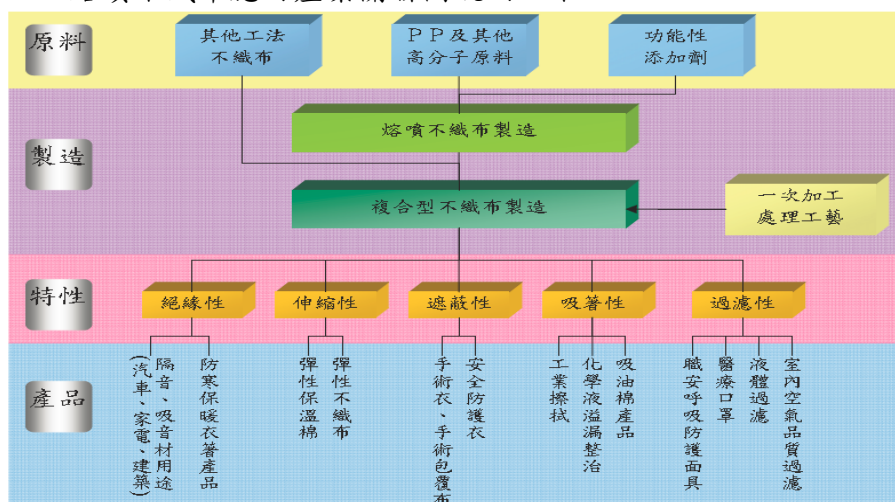 原料
其他工法
不織布
PP及其他
高分子原料
功能性
添加劑
製造
熔噴不織布製造
複合型不織布製造
一次加工
處理工藝
特性
絕緣性
伸縮性
遮蔽性
吸著性
過濾性
產品
隔音、吸音材用途
(汽車、家電、建築)
防寒保暖衣著產品
彈性保溫棉
彈性不織布
手術衣、手術包覆布
安全防護衣
工業擦拭
化學液溢漏整治
吸油棉產品
職安呼吸防護面具
醫療口罩
液體過濾
室內空氣品質過濾